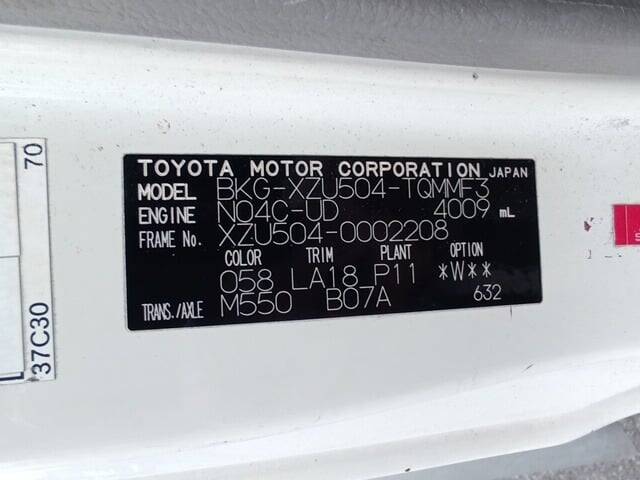 TOYOTA MOTOR CORPORATION JAPAN
MODEL BKG-XZU504-TQMMF3
ENGINE N04C-UD 4009 mL
FRAME No. XZU504-0002208
COLOR TRIM PLANT OPTION
058 LA18 P11 *W**
TRANS./AXLE M550 B07A 632
70
37C30